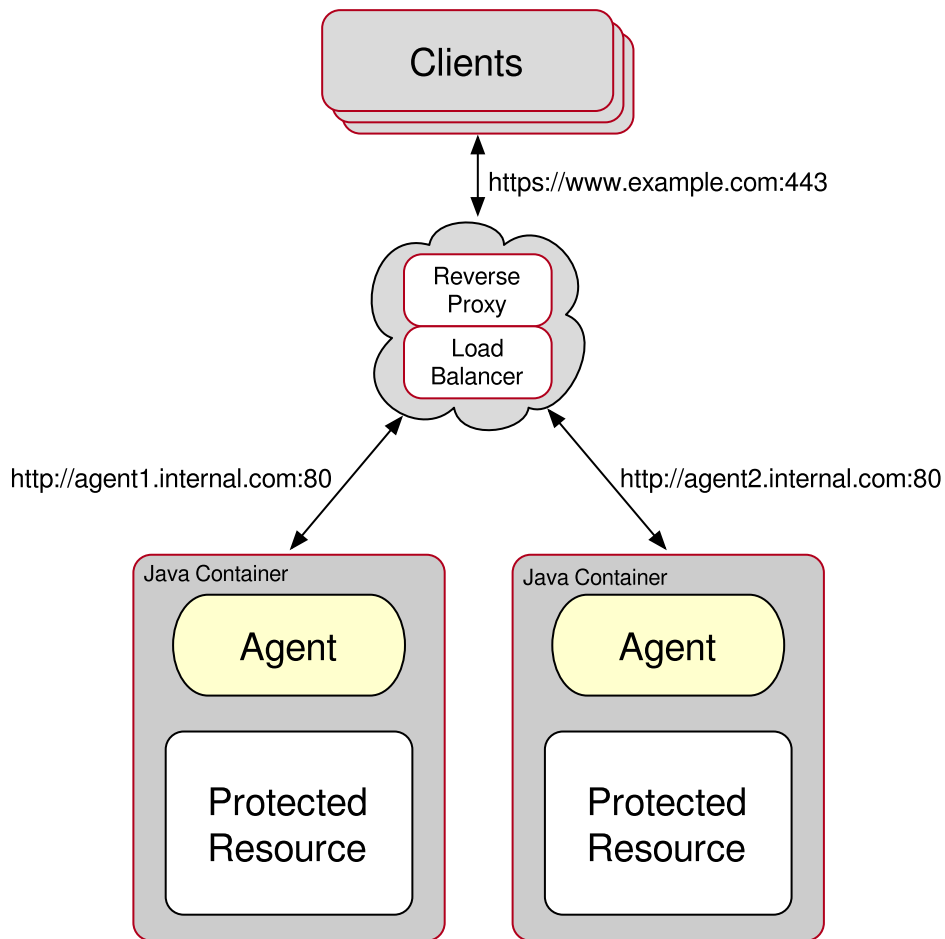 Clients
https://www.example.com:443
Reverse
Proxy
Load
Balancer
http://agent1.internal.com:80
http://agent2.internal.com:80
Java Container
Agent
Protected
Resource
Java Container
Agent
Protected
Resource